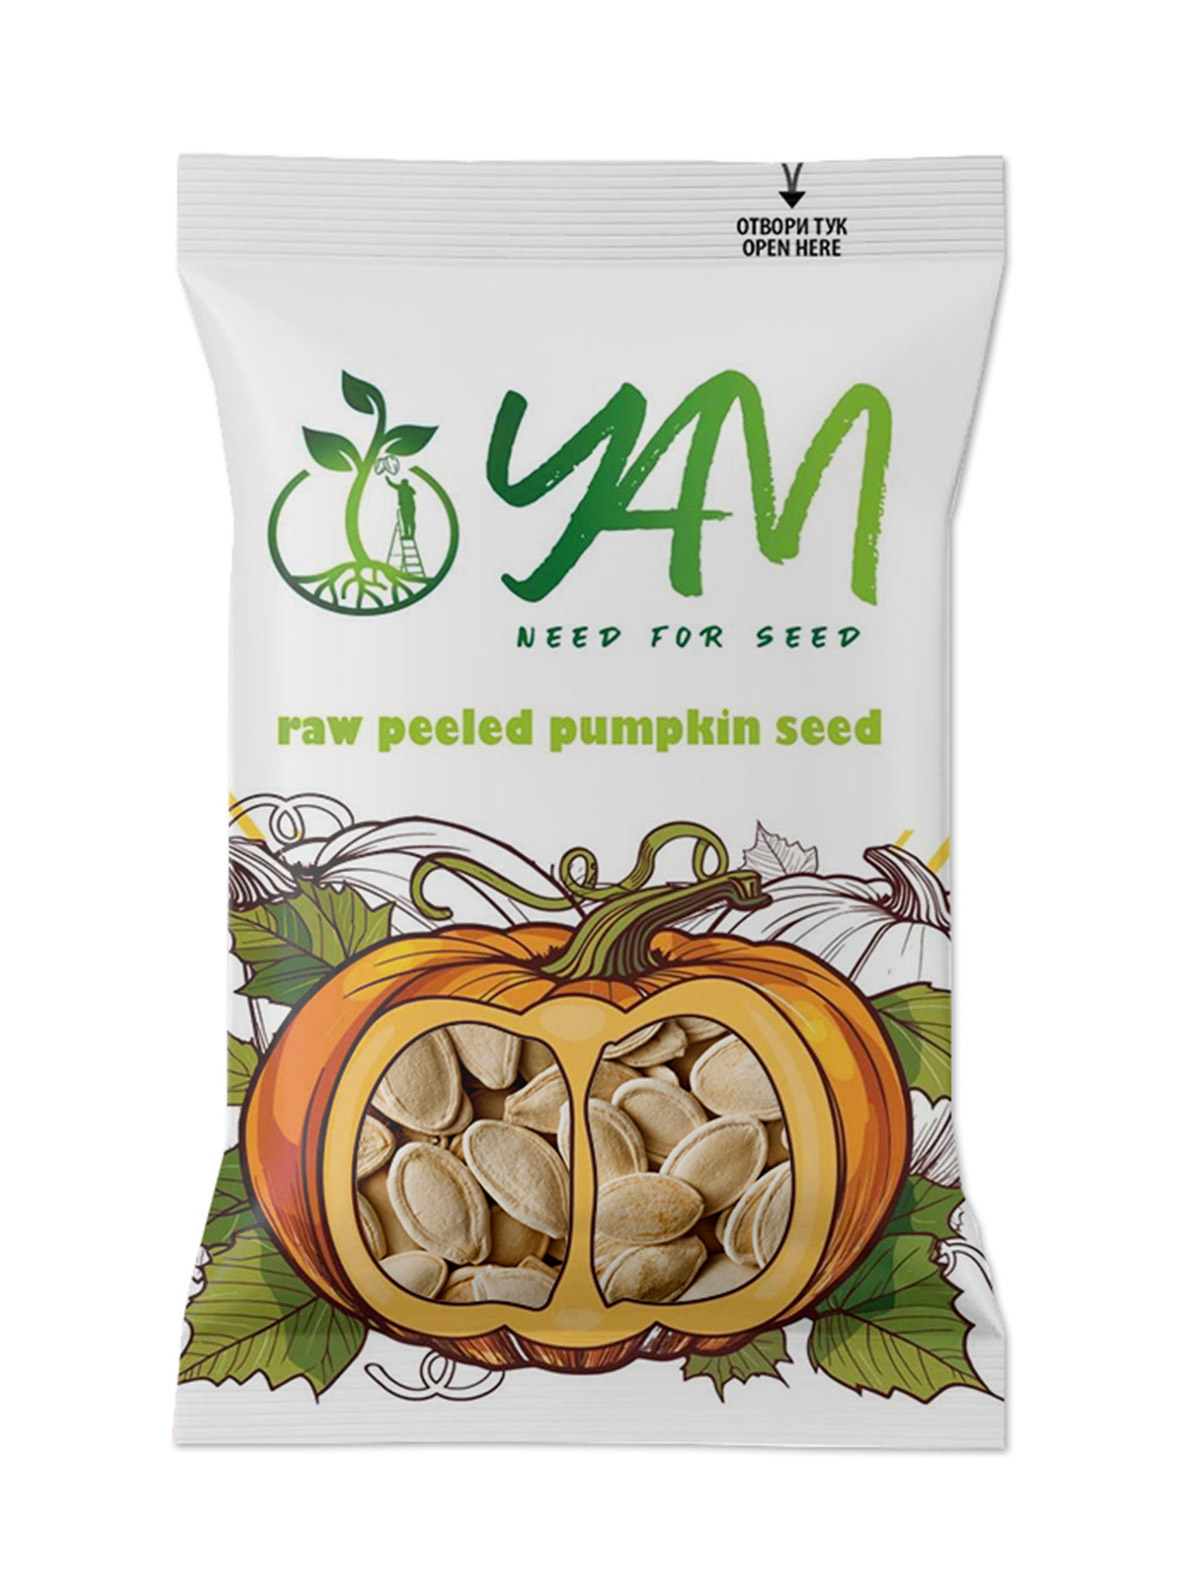 ОТВОРИ ТУК
OPEN HERE
YAM
NEED FOR SEED
raw peeled pumpkin seed